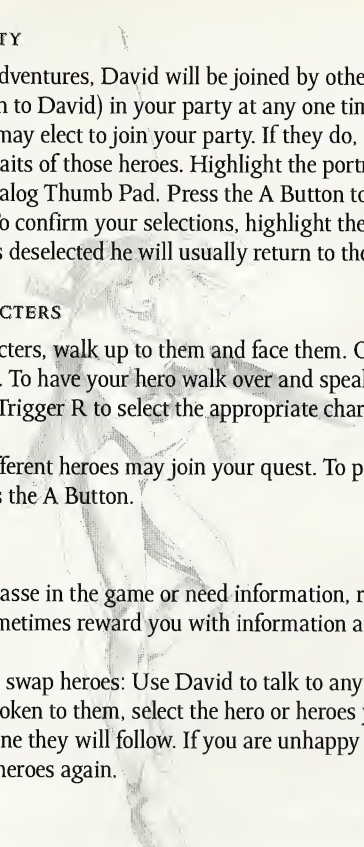 TY
dventures, David will be joined by othe
n to David) in your party at any one tim
may elect to join your party. If they do,
aits of those heroes. Highlight the portr
alog Thumb Pad. Press the A Button to
o confirm your selections, highlight the
s deselected he will usually return to the
CTERS
cters, walk up to them and face them. C
. To have your hero walk over and speak
Trigger R to select the appropriate char
fferent heroes may join your quest. To p
s the A Button.
asse in the game or need information, r
metimes reward you with information a
swap heroes: Use David to talk to any
oken to them, select the hero or heroes y
ne they will follow. If you are unhappy
heroes again.